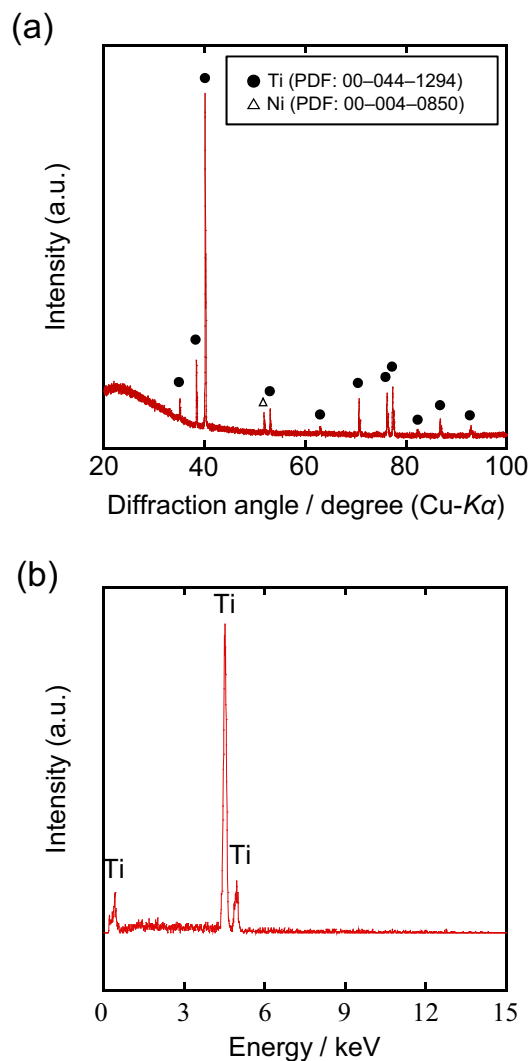 (a)
● Ti (PDF: 00–044–1294)
△ Ni (PDF: 00–004–0850)
Intensity (a.u.)
20 40 60 80 100
Diffraction angle / degree (Cu-Kα)
(b)
Ti
Ti
Ti
Intensity (a.u.)
0 3 6 9 12 15
Energy / keV